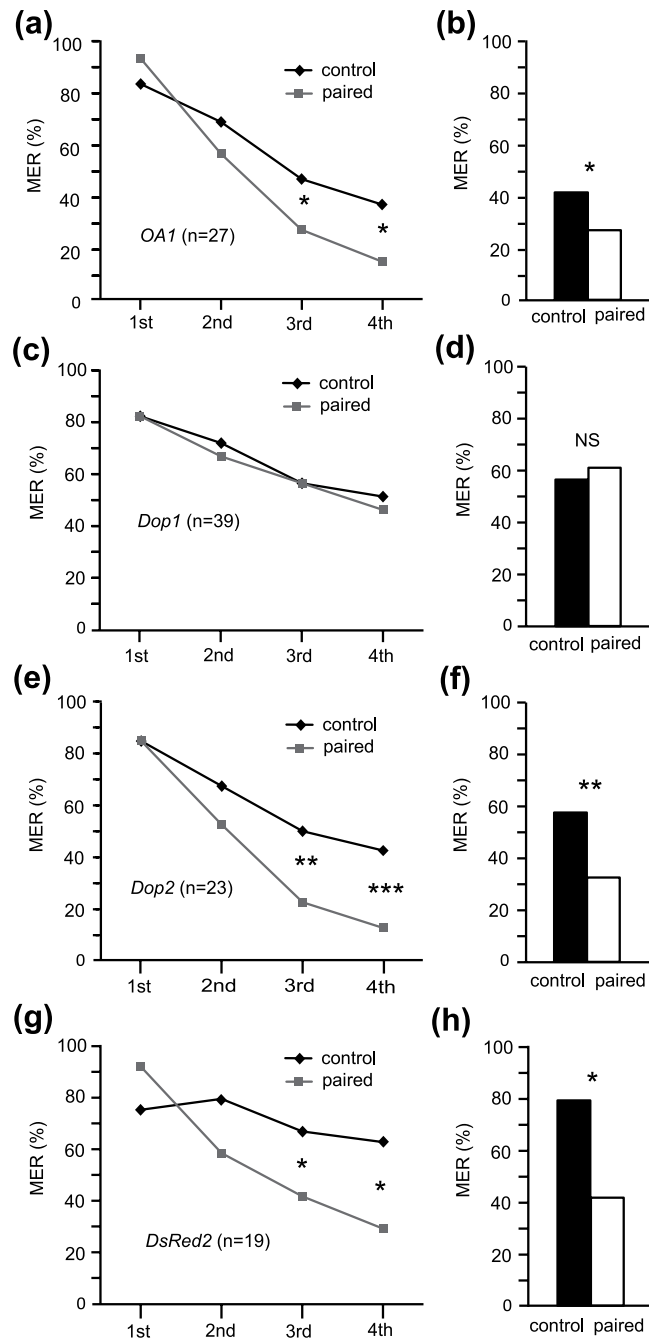 (a)
100
80
60
40
20
0
MER (%)
control
paired
*
*
OA1 (n=27)
1st 2nd 3rd 4th
(b)
100
80
60
40
20
0
MER (%)
*
control paired
(c)
100
80
60
40
20
0
MER (%)
control
paired
Dop1 (n=39)
1st 2nd 3rd 4th
(d)
100
80
60
40
20
0
MER (%)
NS
control paired
(e)
100
80
60
40
20
0
MER (%)
control
paired
**
***
Dop2 (n=23)
1st 2nd 3rd 4th
(f)
100
80
60
40
20
0
MER (%)
**
control paired
(g)
100
80
60
40
20
0
MER (%)
control
paired
*
*
DsRed2 (n=19)
1st 2nd 3rd 4th
(h)
100
80
60
40
20
0
MER (%)
*
control paired